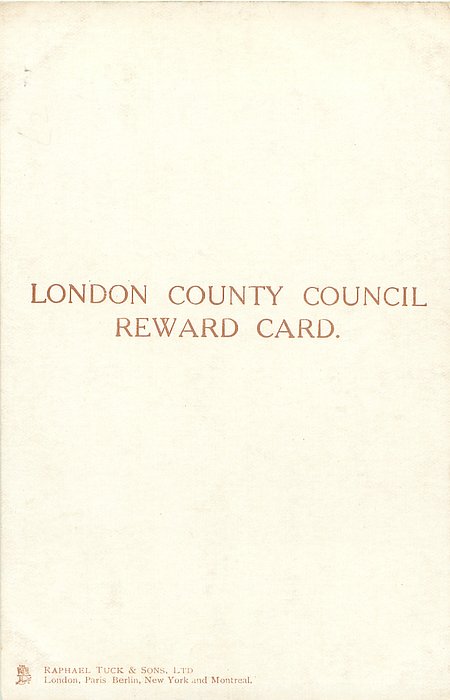 LONDON COUNTY COUNCIL
REWARD CARD.
RAPHAEL TUCK & SONS, LTD
London, Paris Berlin, New York and Montreal.